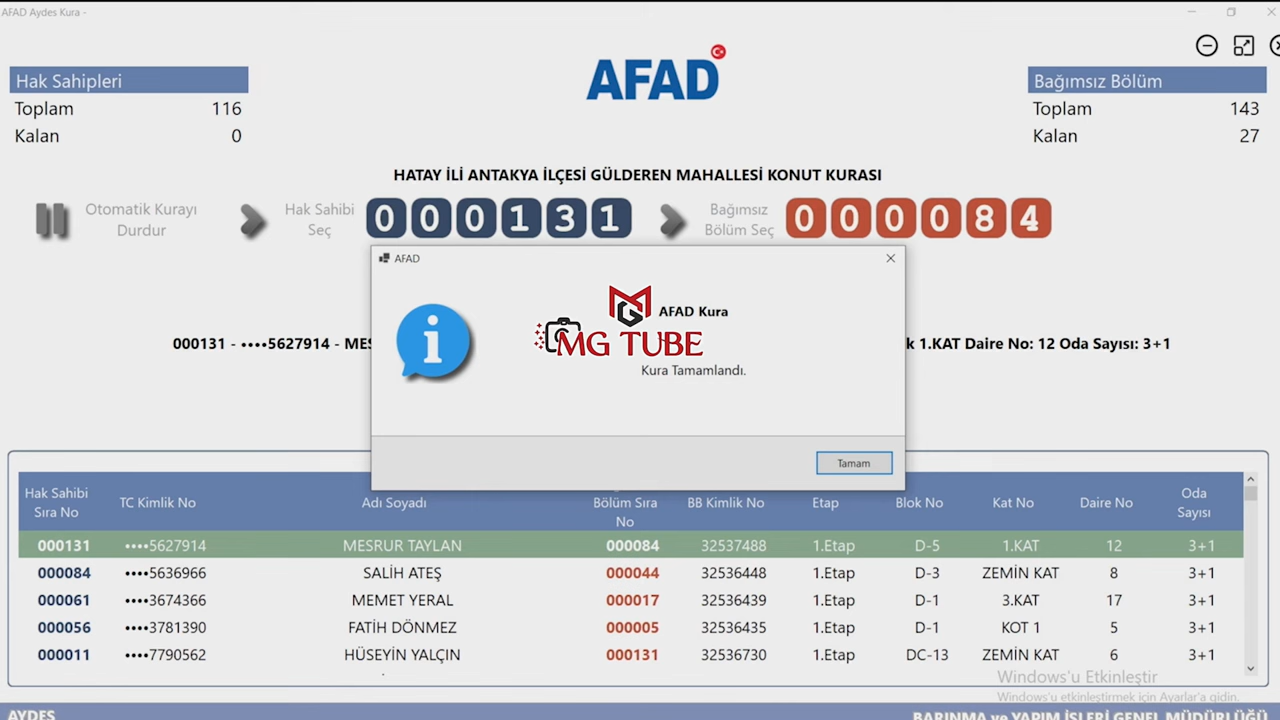 AFAD Aydes Kura -
AFAD
Hak Sahipleri
Toplam 116
Kalan 0
Bağımsız Bölüm
Toplam 143
Kalan 27
HATAY İLİ ANTAKYA İLÇESİ GÜLDEREN MAHALLESİ KONUT KURASI
Otomatik Kurayı
Durdur
Hak Sahibi
Seç
000131
Bağımsız
Bölüm Seç
000084
AFAD
AFAD Kura
MG TUBE
Kura Tamamlandı.
Tamam
000131 - ••••5627914 - MES
k 1.KAT Daire No: 12 Oda Sayısı: 3+1
Hak Sahibi
Sıra No
TC Kimlik No
Adı Soyadı
Bölüm Sıra
No
BB Kimlik No
Etap
Blok No
Kat No
Daire No
Oda
Sayısı
000131 ••••5627914 MESRUR TAYLAN 000084 32537488 1.Etap D-5 1.KAT 12 3+1
000084 ••••5636966 SALİH ATEŞ 000044 32536448 1.Etap D-3 ZEMİN KAT 8 3+1
000061 ••••3674366 MEMET YERAL 000017 32536439 1.Etap D-1 3.KAT 17 3+1
000056 ••••3781390 FATİH DÖNMEZ 000005 32536435 1.Etap D-1 KOT 1 5 3+1
000011 ••••7790562 HÜSEYİN YALÇIN 000131 32536730 1.Etap DC-13 ZEMİN KAT 6 3+1
Windows'u Etkinleştir
Windows'u etkinleştirmek için Ayarlar'a gidin.
AYDES
BARINMA ve YAPIM İŞLERİ GENEL MÜDÜRLÜĞÜ